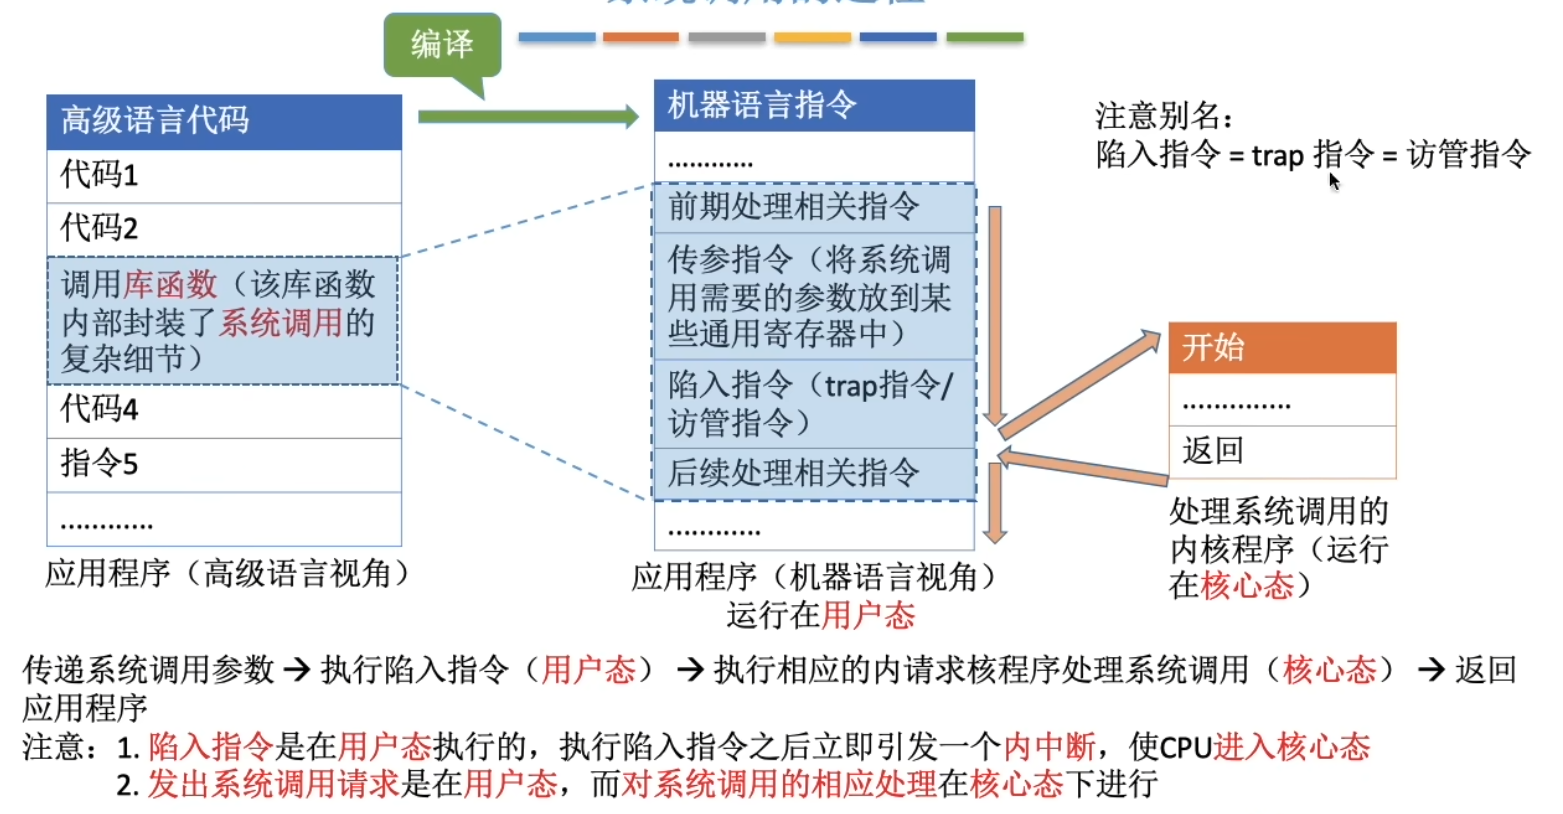 系统调用的过程
编译
高级语言代码
代码1
代码2
调用库函数（该库函数
内部封装了系统调用的
复杂细节）
代码4
指令5
............
应用程序（高级语言视角）
机器语言指令
............
前期处理相关指令
传参指令（将系统调
用需要的参数放到某
些通用寄存器中）
陷入指令（trap指令/
访管指令）
后续处理相关指令
.............
应用程序（机器语言视角）
运行在用户态
注意别名：
陷入指令 = trap 指令 = 访管指令
开始
..............
返回
处理系统调用的
内核程序（运行
在核心态）
传递系统调用参数 → 执行陷入指令（用户态） → 执行相应的内请求核程序处理系统调用（核心态） → 返回
应用程序
注意：1. 陷入指令是在用户态执行的，执行陷入指令之后立即引发一个内中断，使CPU进入核心态
2. 发出系统调用请求是在用户态，而对系统调用的相应处理在核心态下进行